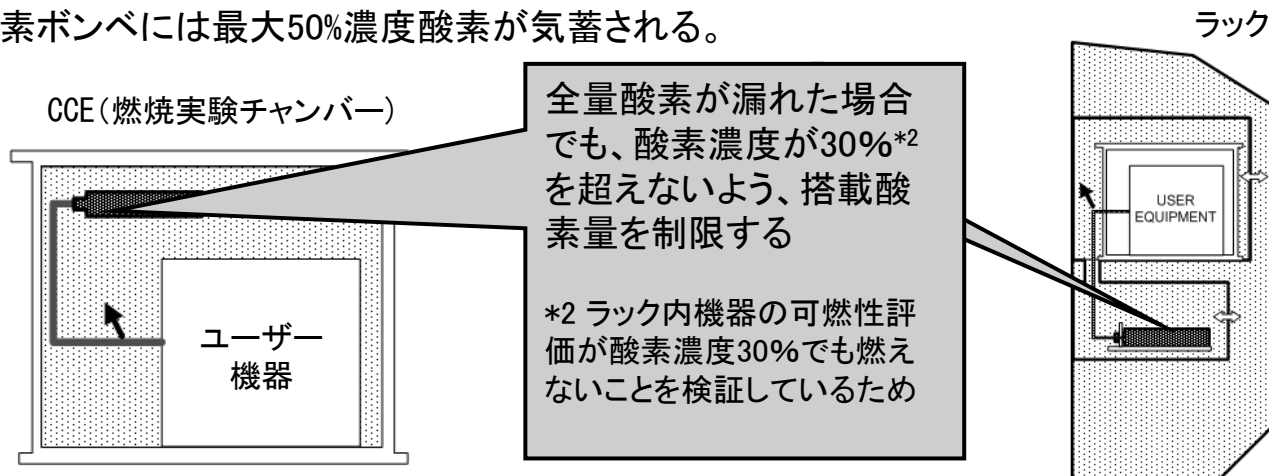 素ボンベには最大50%濃度酸素が気蓄される。
ラック
CCE(燃焼実験チャンバー)
全量酸素が漏れた場合
でも、酸素濃度が30%*2
を超えないよう、搭載酸
素量を制限する
*2 ラック内機器の可燃性評
価が酸素濃度30%でも燃え
ないことを検証しているため
ユーザー
機器
USER
EQUIPMENT